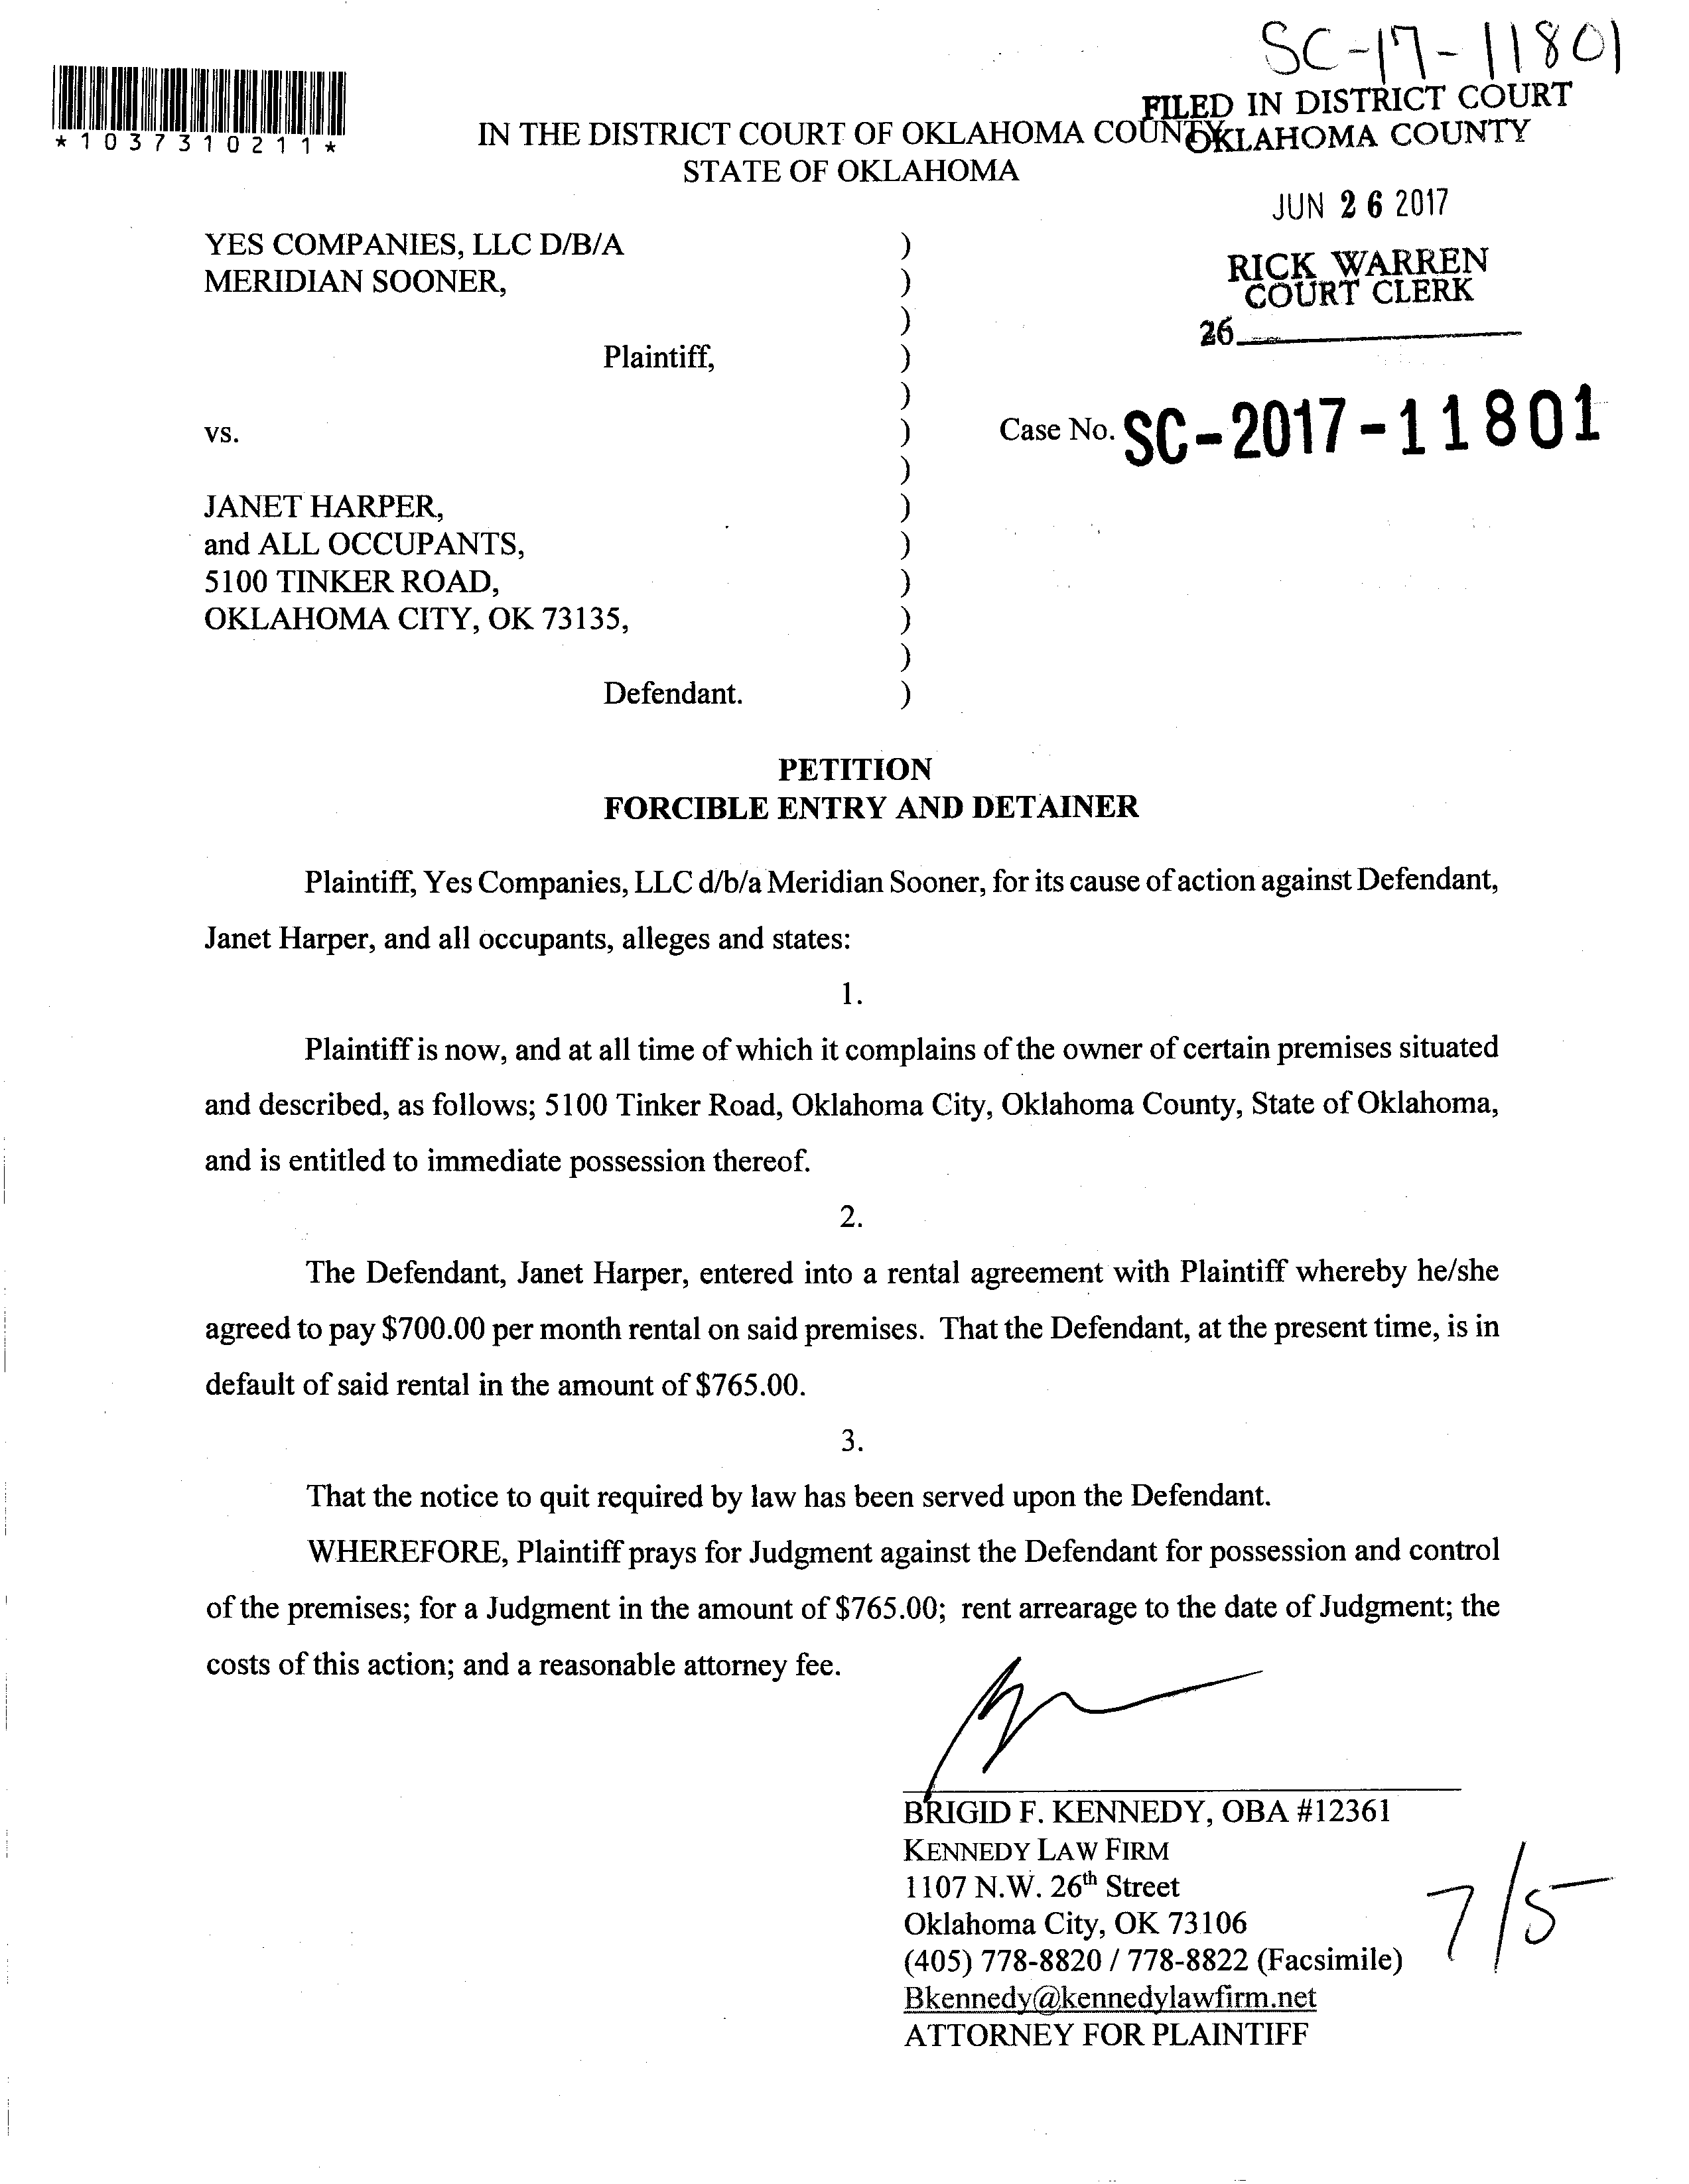 SC-17-11801
*1037310211*
FILED IN DISTRICT COURT
OKLAHOMA COUNTY
IN THE DISTRICT COURT OF OKLAHOMA COUNTY
STATE OF OKLAHOMA
JUN 26 2017
RICK WARREN
COURT CLERK
26
YES COMPANIES, LLC D/B/A )
MERIDIAN SOONER, )
)
Plaintiff, )
)
vs. ) Case No. SC-2017-11801
)
JANET HARPER, )
and ALL OCCUPANTS, )
5100 TINKER ROAD, )
OKLAHOMA CITY, OK 73135, )
)
Defendant. )
PETITION
FORCIBLE ENTRY AND DETAINER
Plaintiff, Yes Companies, LLC d/b/a Meridian Sooner, for its cause of action against Defendant,
Janet Harper, and all occupants, alleges and states:
1.
Plaintiff is now, and at all time of which it complains of the owner of certain premises situated
and described, as follows; 5100 Tinker Road, Oklahoma City, Oklahoma County, State of Oklahoma,
and is entitled to immediate possession thereof.
2.
The Defendant, Janet Harper, entered into a rental agreement with Plaintiff whereby he/she
agreed to pay $700.00 per month rental on said premises. That the Defendant, at the present time, is in
default of said rental in the amount of $765.00.
3.
That the notice to quit required by law has been served upon the Defendant.
WHEREFORE, Plaintiff prays for Judgment against the Defendant for possession and control
of the premises; for a Judgment in the amount of $765.00; rent arrearage to the date of Judgment; the
costs of this action; and a reasonable attorney fee.
BRIGID F. KENNEDY, OBA #12361
KENNEDY LAW FIRM
1107 N.W. 26th Street
Oklahoma City, OK 73106
(405) 778-8820 / 778-8822 (Facsimile)
Bkennedy@kennedylawfirm.net
ATTORNEY FOR PLAINTIFF
7/5